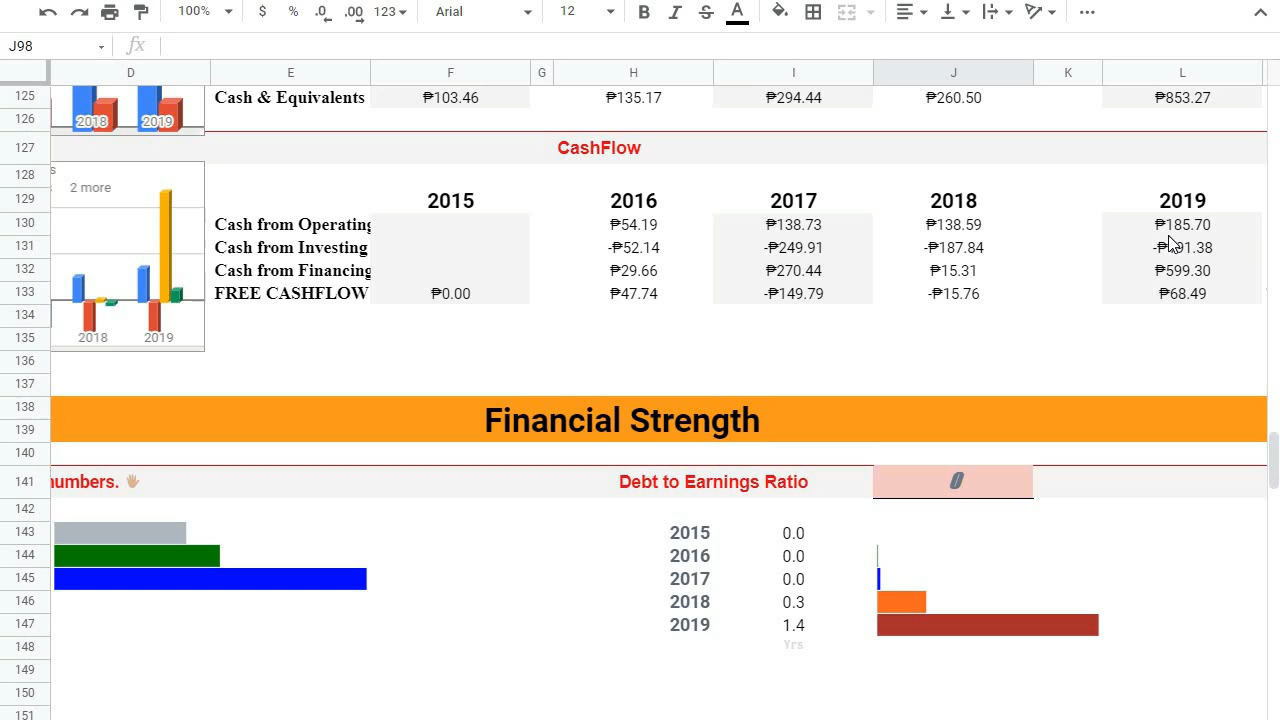 100% $ % .0 .00 123 Arial 12 B I S A
J98 fx
D E F G H I J K L
125 Cash & Equivalents ₱103.46 ₱135.17 ₱294.44 ₱260.50 ₱853.27
126 2018 2019
127 CashFlow
128 s
2 more
129 2015 2016 2017 2018 2019
130 Cash from Operating ₱54.19 ₱138.73 ₱138.59 ₱185.70
131 Cash from Investing -₱52.14 -₱249.91 -₱187.84
132 Cash from Financing ₱29.66 ₱270.44 ₱15.31 ₱599.30
133 FREE CASHFLOW ₱0.00 ₱47.74 -₱149.79 -₱15.76 ₱68.49
134
135 2018 2019
136
137
138
139 Financial Strength
140
141 numbers. 🖐🏽 Debt to Earnings Ratio 0
142
143 2015 0.0
144 2016 0.0
145 2017 0.0
146 2018 0.3
147 2019 1.4
148 Yrs
149
150
151